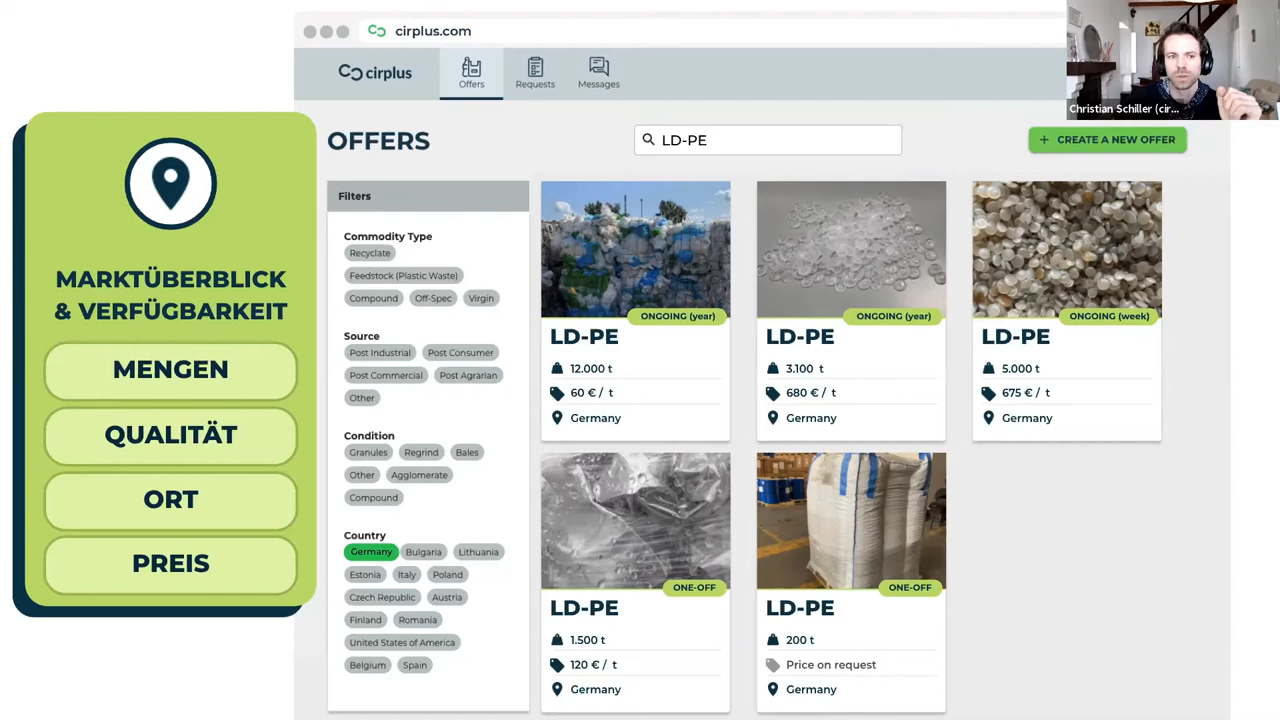 cirplus.com
cirplus
Offers
Requests
Messages
Christian Schiller (cir...
MARKTÜBERBLICK
& VERFÜGBARKEIT
MENGEN
QUALITÄT
ORT
PREIS
OFFERS
LD-PE
+ CREATE A NEW OFFER
Filters
Commodity Type
Recyclate
Feedstock (Plastic Waste)
Compound Off-Spec Virgin
Source
Post Industrial Post Consumer
Post Commercial Post Agrarian
Other
Condition
Granules Regrind Bales
Other Agglomerate
Compound
Country
Germany Bulgaria Lithuania
Estonia Italy Poland
Czech Republic Austria
Finland Romania
United States of America
Belgium Spain
ONGOING (year)
LD-PE
12.000 t
60 € / t
Germany
ONGOING (year)
LD-PE
3.100 t
680 € / t
Germany
ONGOING (week)
LD-PE
5.000 t
675 € / t
Germany
ONE-OFF
LD-PE
1.500 t
120 € / t
Germany
ONE-OFF
LD-PE
200 t
Price on request
Germany